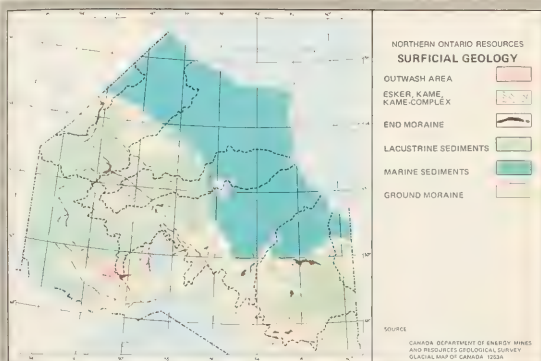 NORTHERN ONTARIO RESOURCES
SURFICIAL GEOLOGY
OUTWASH AREA
ESKER, KAME,
KAME-COMPLEX
END MORAINE
LACUSTRINE SEDIMENTS
MARINE SEDIMENTS
GROUND MORAINE
SOURCE
CANADA DEPARTMENT OF ENERGY MINES
AND RESOURCES GEOLOGICAL SURVEY
GLACIAL MAP OF CANADA 1253A